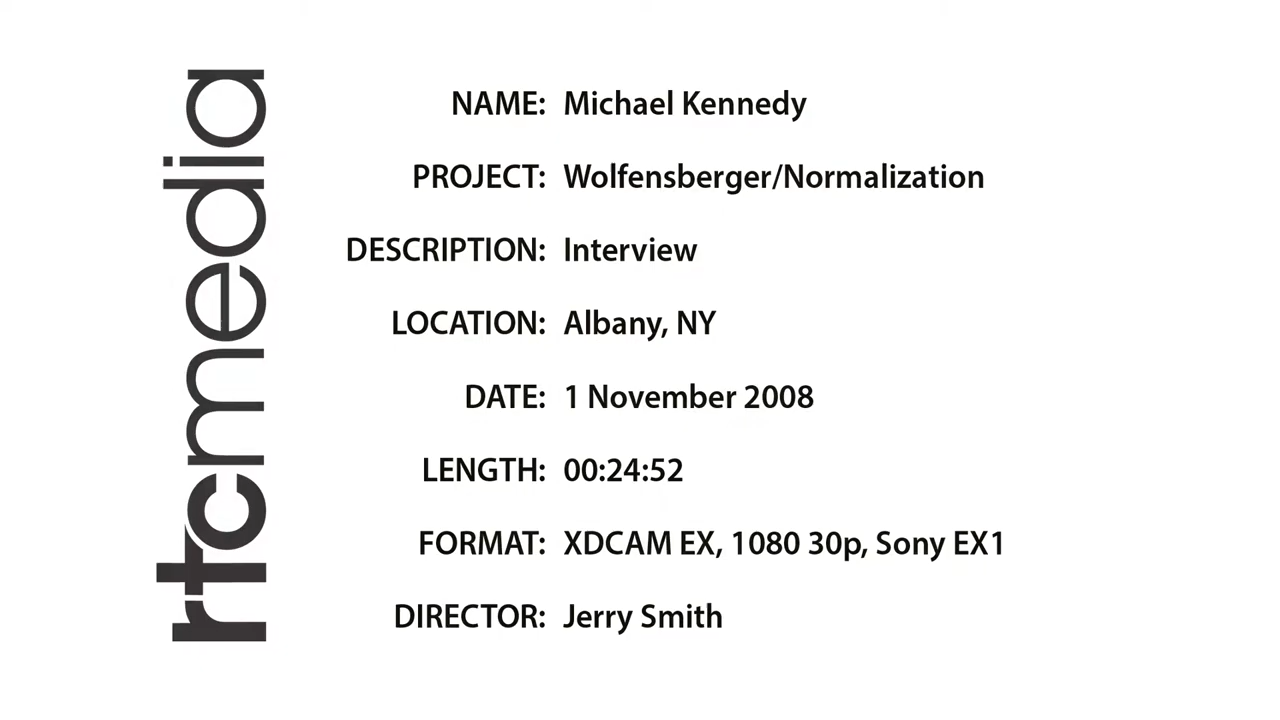 rtcmedia
NAME: Michael Kennedy
PROJECT: Wolfensberger/Normalization
DESCRIPTION: Interview
LOCATION: Albany, NY
DATE: 1 November 2008
LENGTH: 00:24:52
FORMAT: XDCAM EX, 1080 30p, Sony EX1
DIRECTOR: Jerry Smith